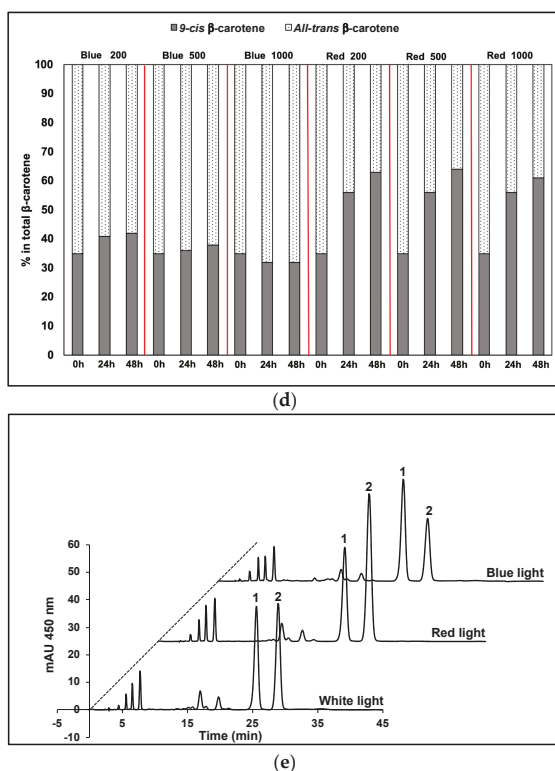 9-cis β-carotene All-trans β-carotene
Blue 200 Blue 500 Blue 1000 Red 200 Red 500 Red 1000
% in total β-carotene
100
90
80
70
60
50
40
30
20
10
0
0h 24h 48h 0h 24h 48h 0h 24h 48h 0h 24h 48h 0h 24h 48h 0h 24h 48h
(d)
mAU 450 nm
60
50
40
30
20
10
0
-10
1 2
Blue light
1 2
Red light
1 2
White light
-5 5 15 25 35 45
Time (min)
(e)